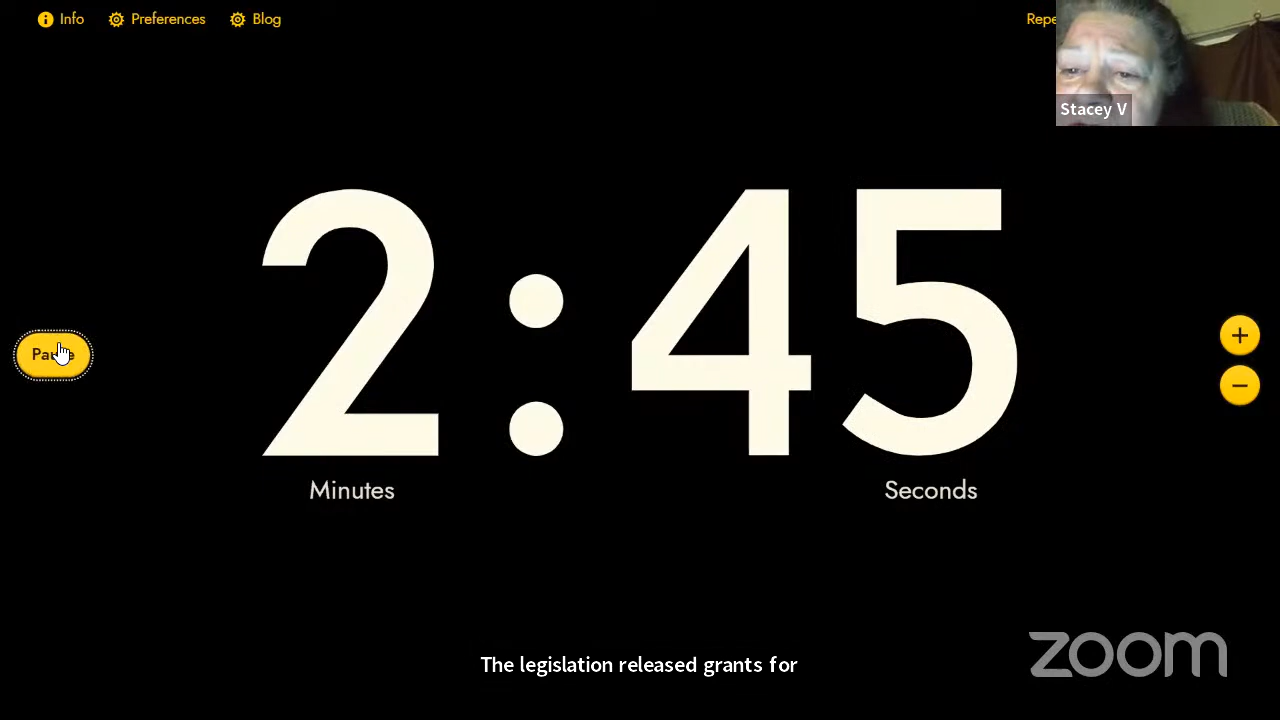 Info Preferences Blog
Stacey V
2:45
Minutes Seconds
The legislation released grants for
zoom